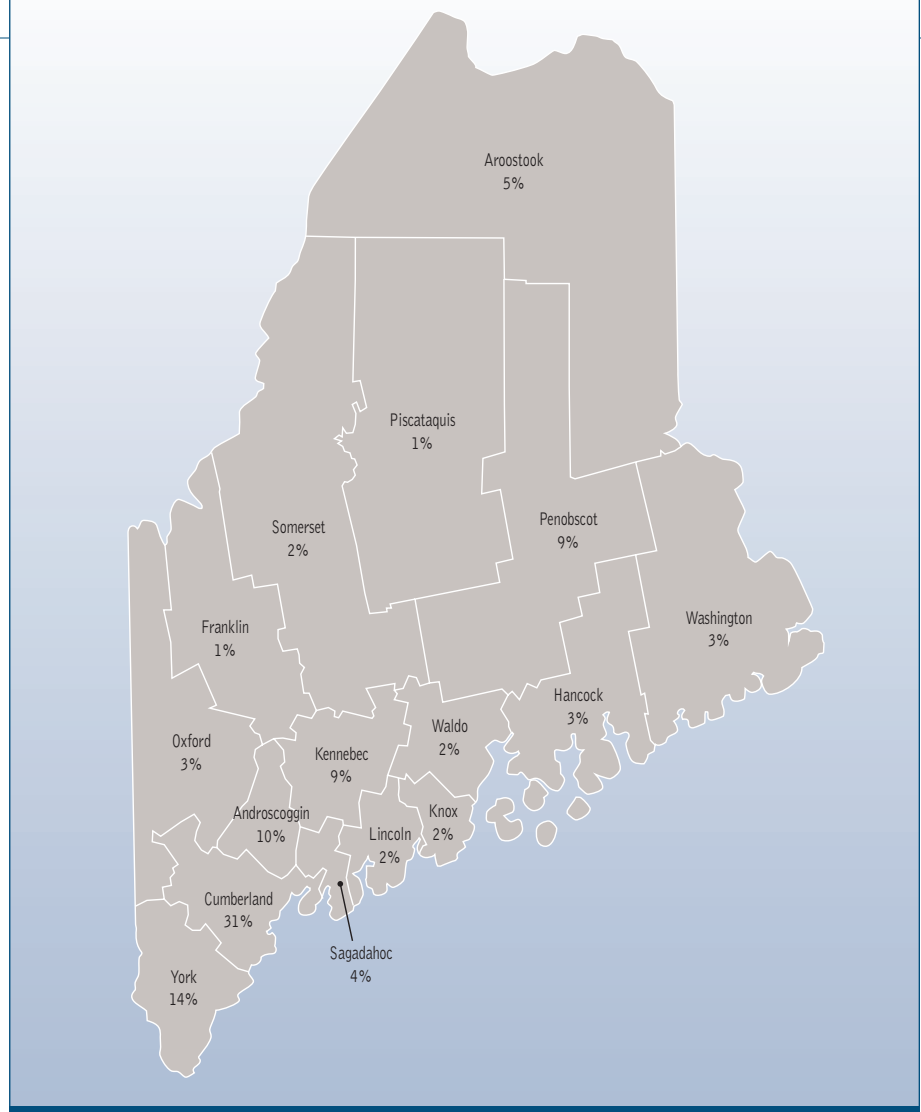 Aroostook
5%
Piscataquis
1%
Somerset
2%
Penobscot
9%
Franklin
1%
Washington
3%
Hancock
3%
Oxford
3%
Kennebec
9%
Waldo
2%
Androscoggin
10%
Lincoln
2%
Knox
2%
Cumberland
31%
Sagadahoc
4%
York
14%